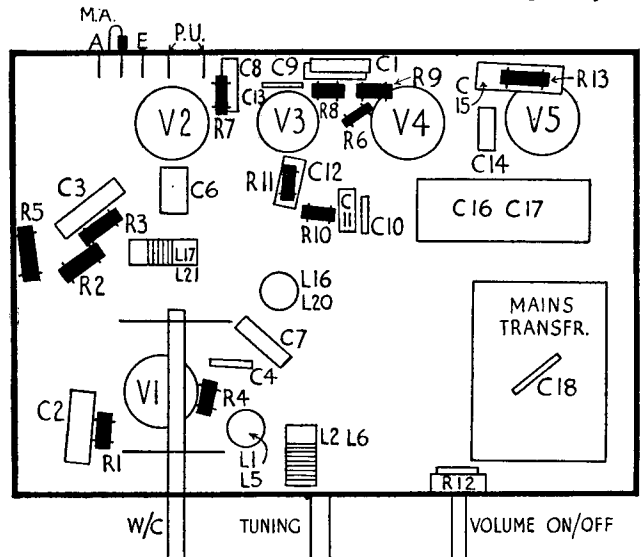 M.A.
A E P.U.
C8 C9 C1
C13 R9 C15 R13
R7 R8 R6
V2 V3 V4 V5
C14
R11 C12
C3 C6
R5 R3 R10 C11 C10 C16 C17
R2 L17
L21
L16
L20
MAINS
TRANSFR.
C7
C4 C18
V1 R4
C2
R1 L1 L2 L6
L5
R12
W/C TUNING VOLUME ON/OFF